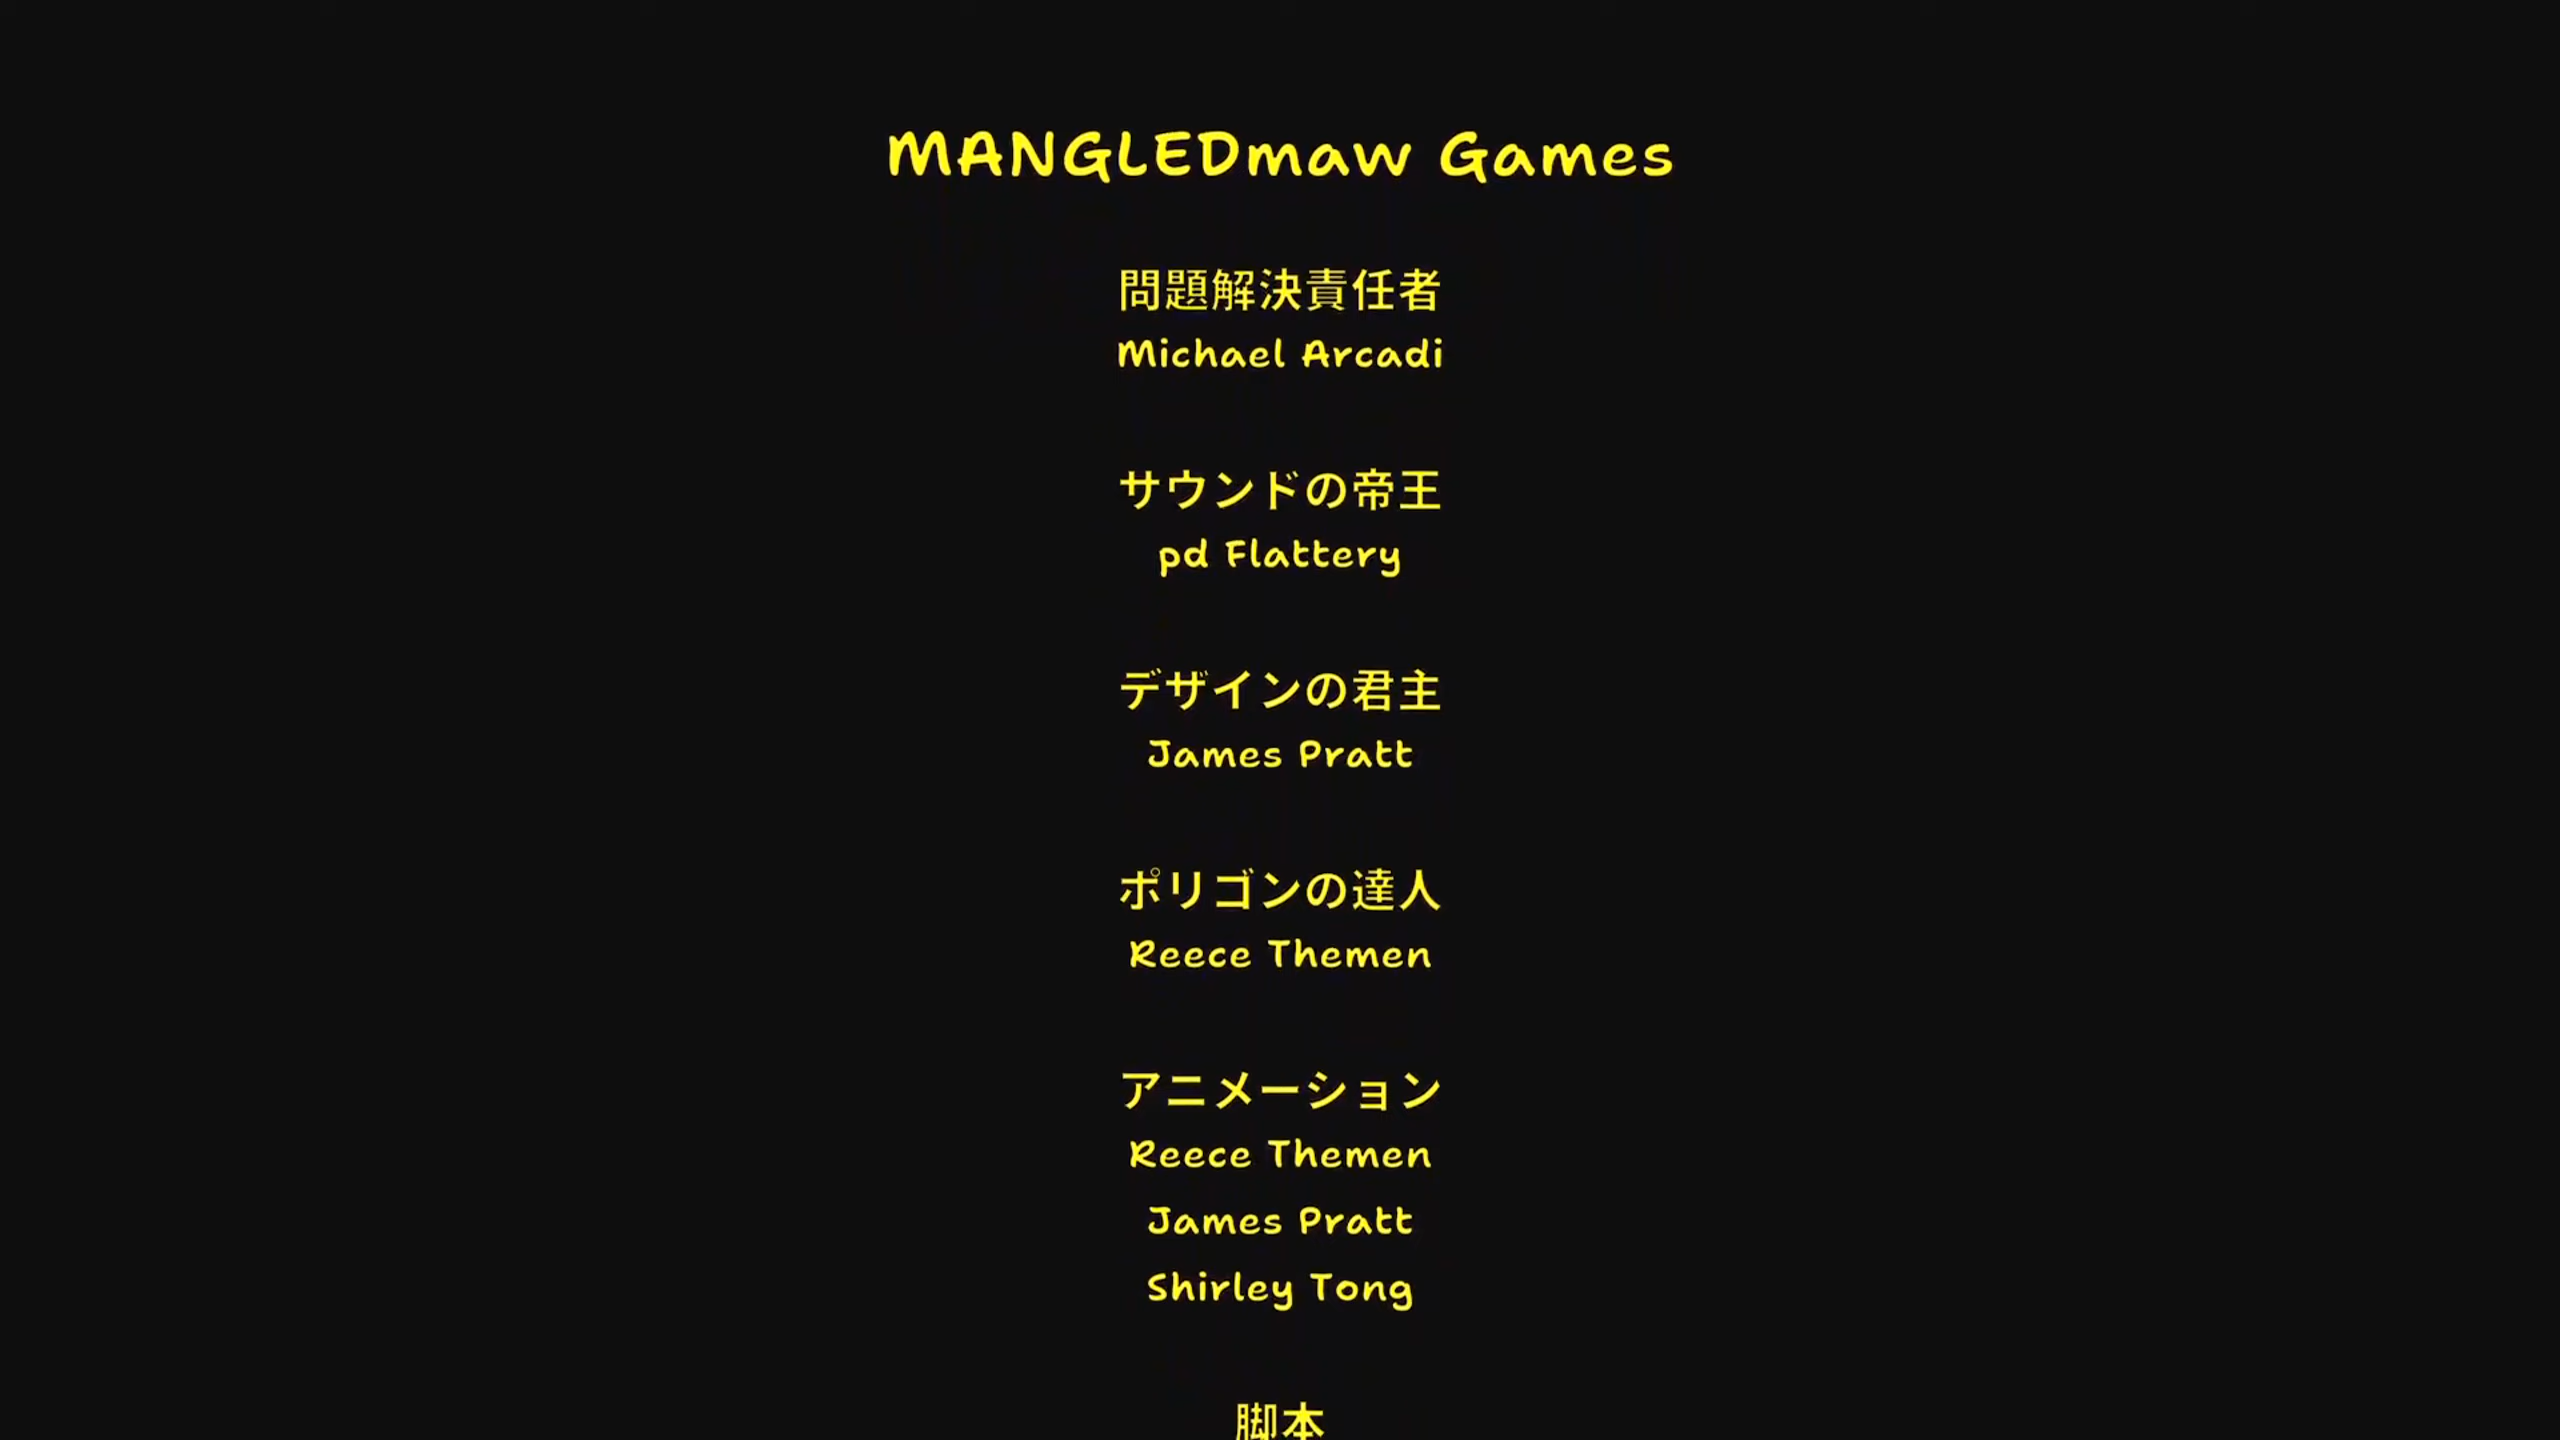 MANGLEDmaw Games
問題解決責任者
Michael Arcadi
サウンドの帝王
pd Flattery
デザインの君主
James Pratt
ポリゴンの達人
Reece Themen
アニメーション
Reece Themen
James Pratt
Shirley Tong
脚本